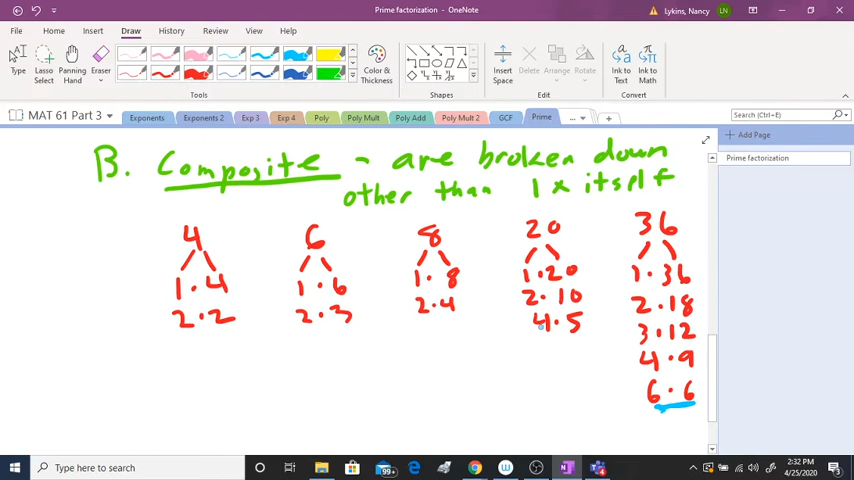 Prime factorization - OneNote
Lykins, Nancy
LN
File Home Insert Draw History Review View
Type
Lasso Select
Panning Hand
Eraser
Color & Thickness
Insert Space
Delete
Arrange
Rotate
Ink to Text
Ink to Math
Tools
Shapes
Edit
Convert
MAT 61 Part 3
Exponents Exponents 2 Exp 3 Exp 4 Poly Poly Mult Poly Add Poly Mult 2 GCF Prime ... +
Search (Ctrl+E)
Add Page
Prime factorization
B. Composite - are broken down
other than 1 x itself
4 6 8 20 36
1·4 1·6 1·8 1·20 1·36
2·2 2·3 2·4 2·10 2·18
4·5 3·12
4·9
6·6
Type here to search
99+
2:32 PM
4/25/2020